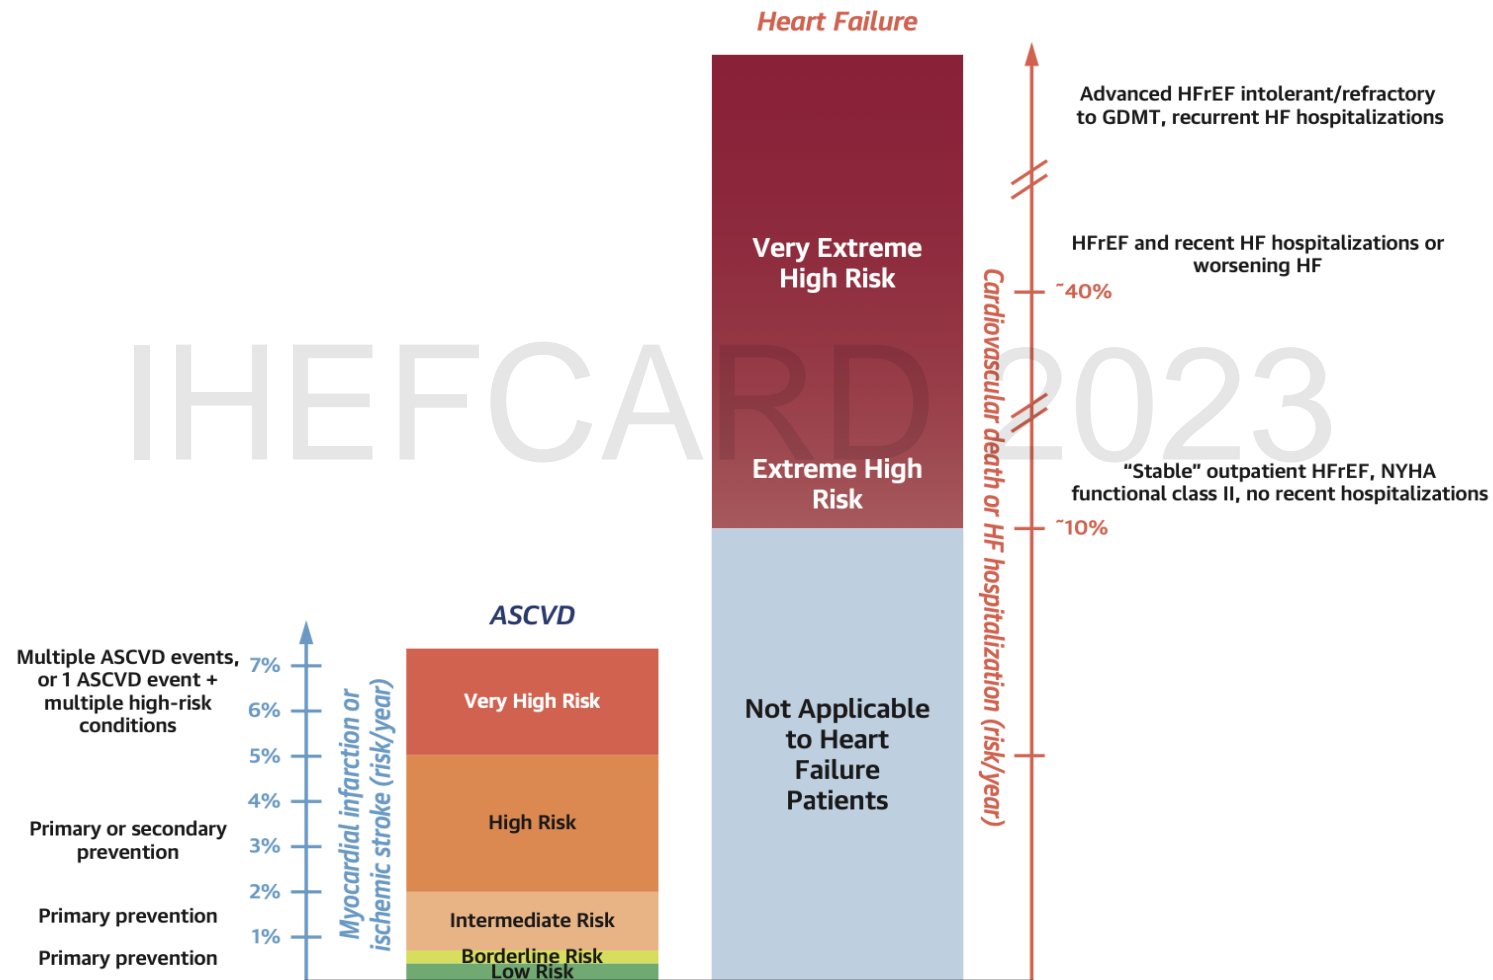 Heart Failure
Advanced HFrEF intolerant/refractory
to GDMT, recurrent HF hospitalizations
Very Extreme
High Risk
HFrEF and recent HF hospitalizations or
worsening HF
~40%
Cardiovascular death or HF hospitalization (risk/year)
IHEFCARD 2023
Extreme High
Risk
“Stable” outpatient HFrEF, NYHA
functional class II, no recent hospitalizations
~10%
Not Applicable
to Heart
Failure
Patients
ASCVD
Multiple ASCVD events,
or 1 ASCVD event +
multiple high-risk
conditions
Primary or secondary
prevention
Primary prevention
Primary prevention
7%
6%
5%
4%
3%
2%
1%
Myocardial infarction or
ischemic stroke (risk/year)
Very High Risk
High Risk
Intermediate Risk
Borderline Risk
Low Risk